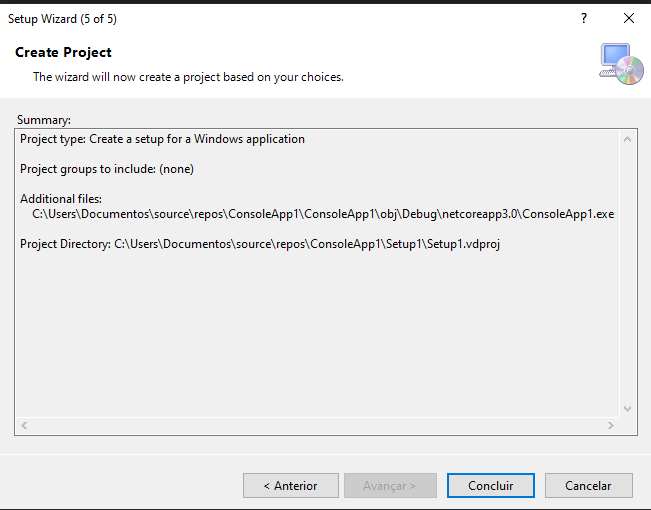 Setup Wizard (5 of 5)
?
Create Project
The wizard will now create a project based on your choices.
Summary:
Project type: Create a setup for a Windows application
Project groups to include: (none)
Additional files:
C:\Users\Documentos\source\repos\ConsoleApp1\ConsoleApp1\obj\Debug\netcoreapp3.0\ConsoleApp1.exe
Project Directory: C:\Users\Documentos\source\repos\ConsoleApp1\Setup1\Setup1.vdproj
< Anterior
Avançar >
Concluir
Cancelar